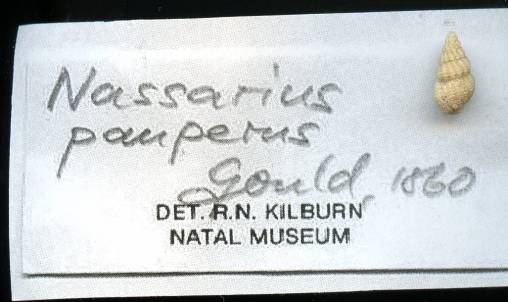 Nassarius
pauperus
Gould, 1860
DET. R.N. KILBURN
NATAL MUSEUM